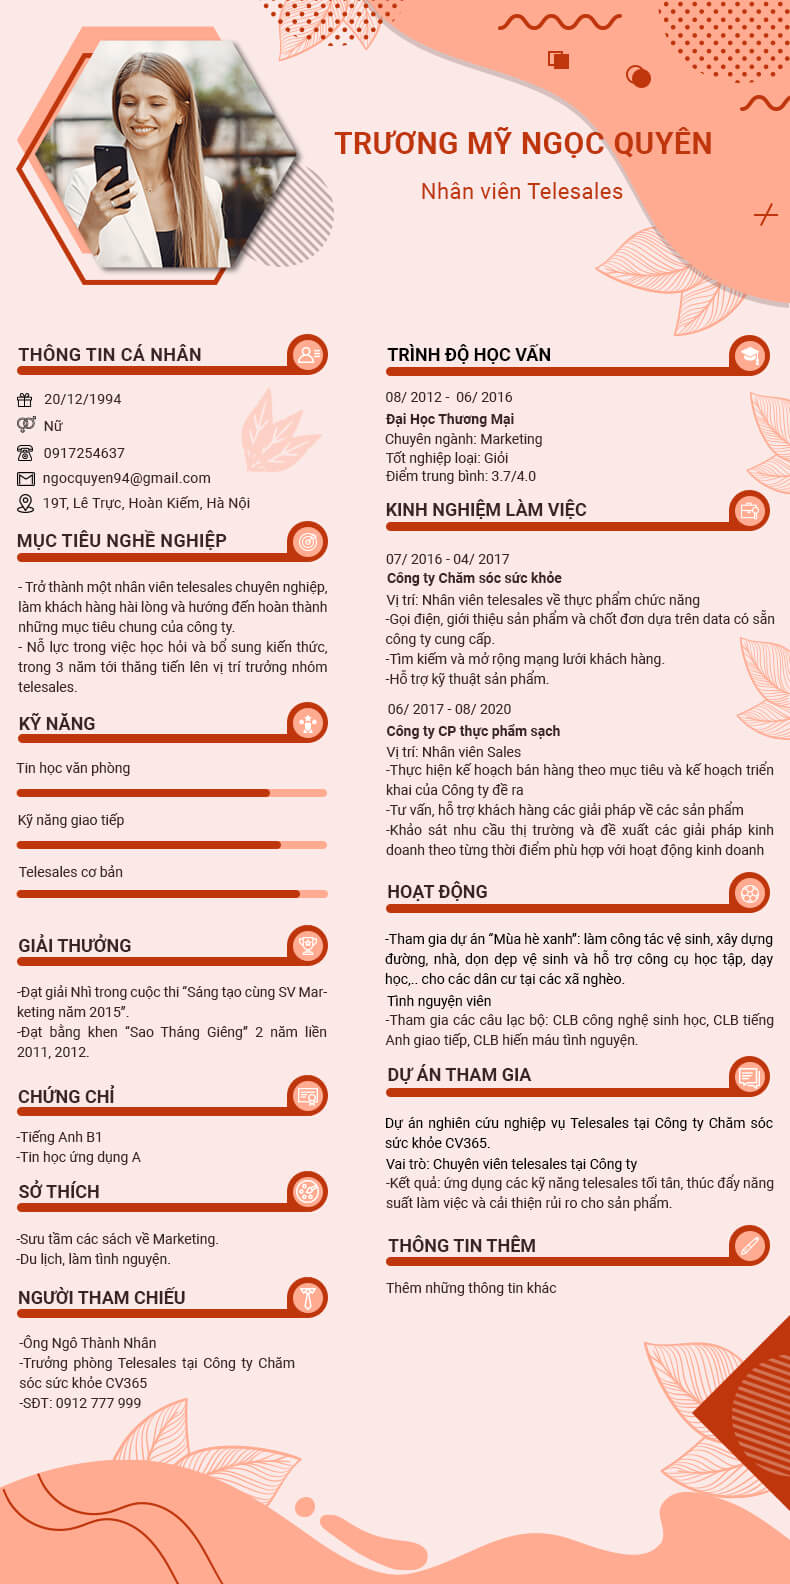 TRƯƠNG MỸ NGỌC QUYÊN
Nhân viên Telesales
THÔNG TIN CÁ NHÂN
20/12/1994
Nữ
0917254637
ngocquyen94@gmail.com
19T, Lê Trực, Hoàn Kiếm, Hà Nội
MỤC TIÊU NGHỀ NGHIỆP
- Trở thành một nhân viên telesales chuyên nghiệp,
làm khách hàng hài lòng và hướng đến hoàn thành
những mục tiêu chung của công ty.
- Nỗ lực trong việc học hỏi và bổ sung kiến thức,
trong 3 năm tới thăng tiến lên vị trí trưởng nhóm
telesales.
KỸ NĂNG
Tin học văn phòng
Kỹ năng giao tiếp
Telesales cơ bản
GIẢI THƯỞNG
-Đạt giải Nhì trong cuộc thi “Sáng tạo cùng SV Mar-
keting năm 2015”.
-Đạt bằng khen “Sao Tháng Giêng” 2 năm liền
2011, 2012.
CHỨNG CHỈ
-Tiếng Anh B1
-Tin học ứng dụng A
SỞ THÍCH
-Sưu tầm các sách về Marketing.
-Du lịch, làm tình nguyện.
NGƯỜI THAM CHIẾU
-Ông Ngô Thành Nhân
-Trưởng phòng Telesales tại Công ty Chăm
sóc sức khỏe CV365
-SĐT: 0912 777 999
TRÌNH ĐỘ HỌC VẤN
08/ 2012 - 06/ 2016
Đại Học Thương Mại
Chuyên ngành: Marketing
Tốt nghiệp loại: Giỏi
Điểm trung bình: 3.7/4.0
KINH NGHIỆM LÀM VIỆC
07/ 2016 - 04/ 2017
Công ty Chăm sóc sức khỏe
Vị trí: Nhân viên telesales về thực phẩm chức năng
-Gọi điện, giới thiệu sản phẩm và chốt đơn dựa trên data có sẵn
công ty cung cấp.
-Tìm kiếm và mở rộng mạng lưới khách hàng.
-Hỗ trợ kỹ thuật sản phẩm.
06/ 2017 - 08/ 2020
Công ty CP thực phẩm sạch
Vị trí: Nhân viên Sales
-Thực hiện kế hoạch bán hàng theo mục tiêu và kế hoạch triển
khai của Công ty đề ra
-Tư vấn, hỗ trợ khách hàng các giải pháp về các sản phẩm
-Khảo sát nhu cầu thị trường và đề xuất các giải pháp kinh
doanh theo từng thời điểm phù hợp với hoạt động kinh doanh
HOẠT ĐỘNG
-Tham gia dự án “Mùa hè xanh”: làm công tác vệ sinh, xây dựng
đường, nhà, dọn dẹp vệ sinh và hỗ trợ công cụ học tập, dạy
học,.. cho các dân cư tại các xã nghèo.
Tình nguyện viên
-Tham gia các câu lạc bộ: CLB công nghệ sinh học, CLB tiếng
Anh giao tiếp, CLB hiến máu tình nguyện.
DỰ ÁN THAM GIA
Dự án nghiên cứu nghiệp vụ Telesales tại Công ty Chăm sóc
sức khỏe CV365.
Vai trò: Chuyên viên telesales tại Công ty
-Kết quả: ứng dụng các kỹ năng telesales tối tân, thúc đẩy năng
suất làm việc và cải thiện rủi ro cho sản phẩm.
THÔNG TIN THÊM
Thêm những thông tin khác